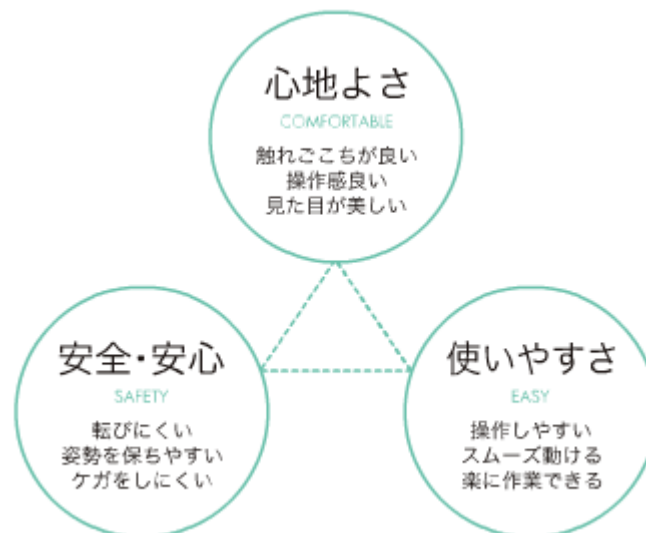 心地よさ
COMFORTABLE
触れごこちが良い
操作感良い
見た目が美しい
安全・安心
SAFETY
転びにくい
姿勢を保ちやすい
ケガをしにくい
使いやすさ
EASY
操作しやすい
スムーズ動ける
楽に作業できる